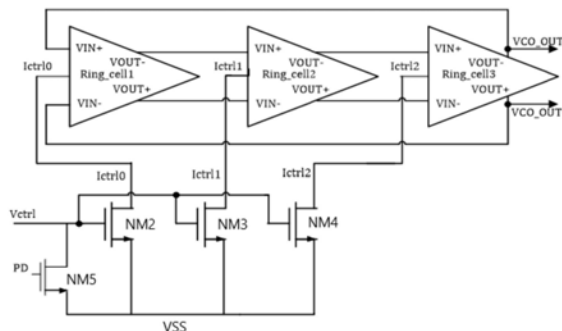 VIN+
VOUT-
Ictrl0
Ring_cell1
VOUT+
VIN-
VIN+
VOUT-
Ictrl1
Ring_cell2
VOUT+
VIN-
VIN+
VOUT-
Ictrl2
Ring_cell3
VOUT+
VIN-
VCO_OUT-
VCO_OUT+
Ictrl0
Ictrl1
Ictrl2
Vctrl
NM2
NM3
NM4
PD
NM5
VSS